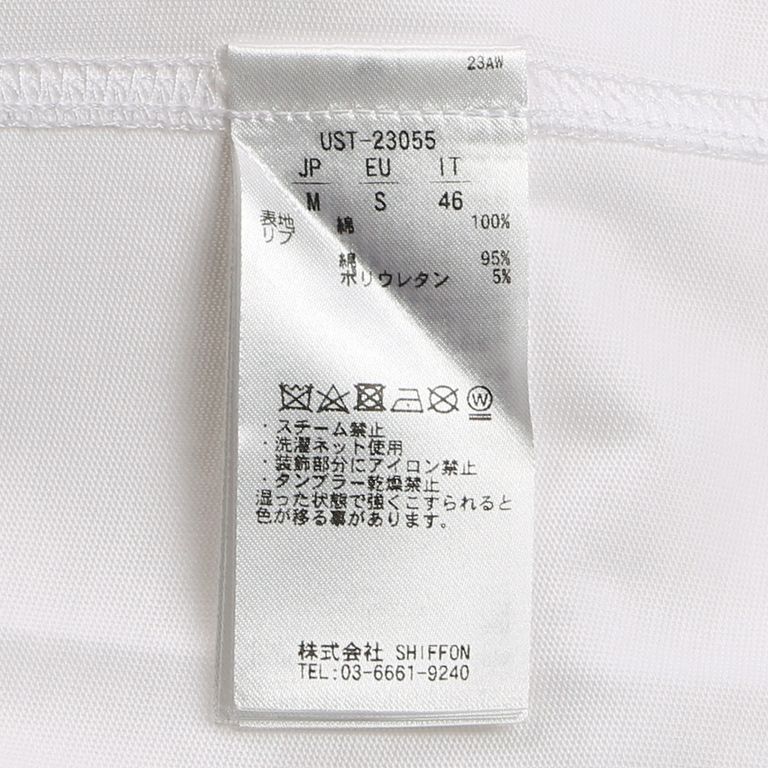 23AW
UST-23055
JP EU IT
M S 46
表地 綿 100%
リブ
綿 95%
ポリウレタン 5%
W
・スチーム禁止
・洗濯ネット使用
・装飾部分にアイロン禁止
・タンブラー乾燥禁止
湿った状態で強くこすられると
色が移る事があります。
株式会社 SHIFFON
TEL:03-6661-9240